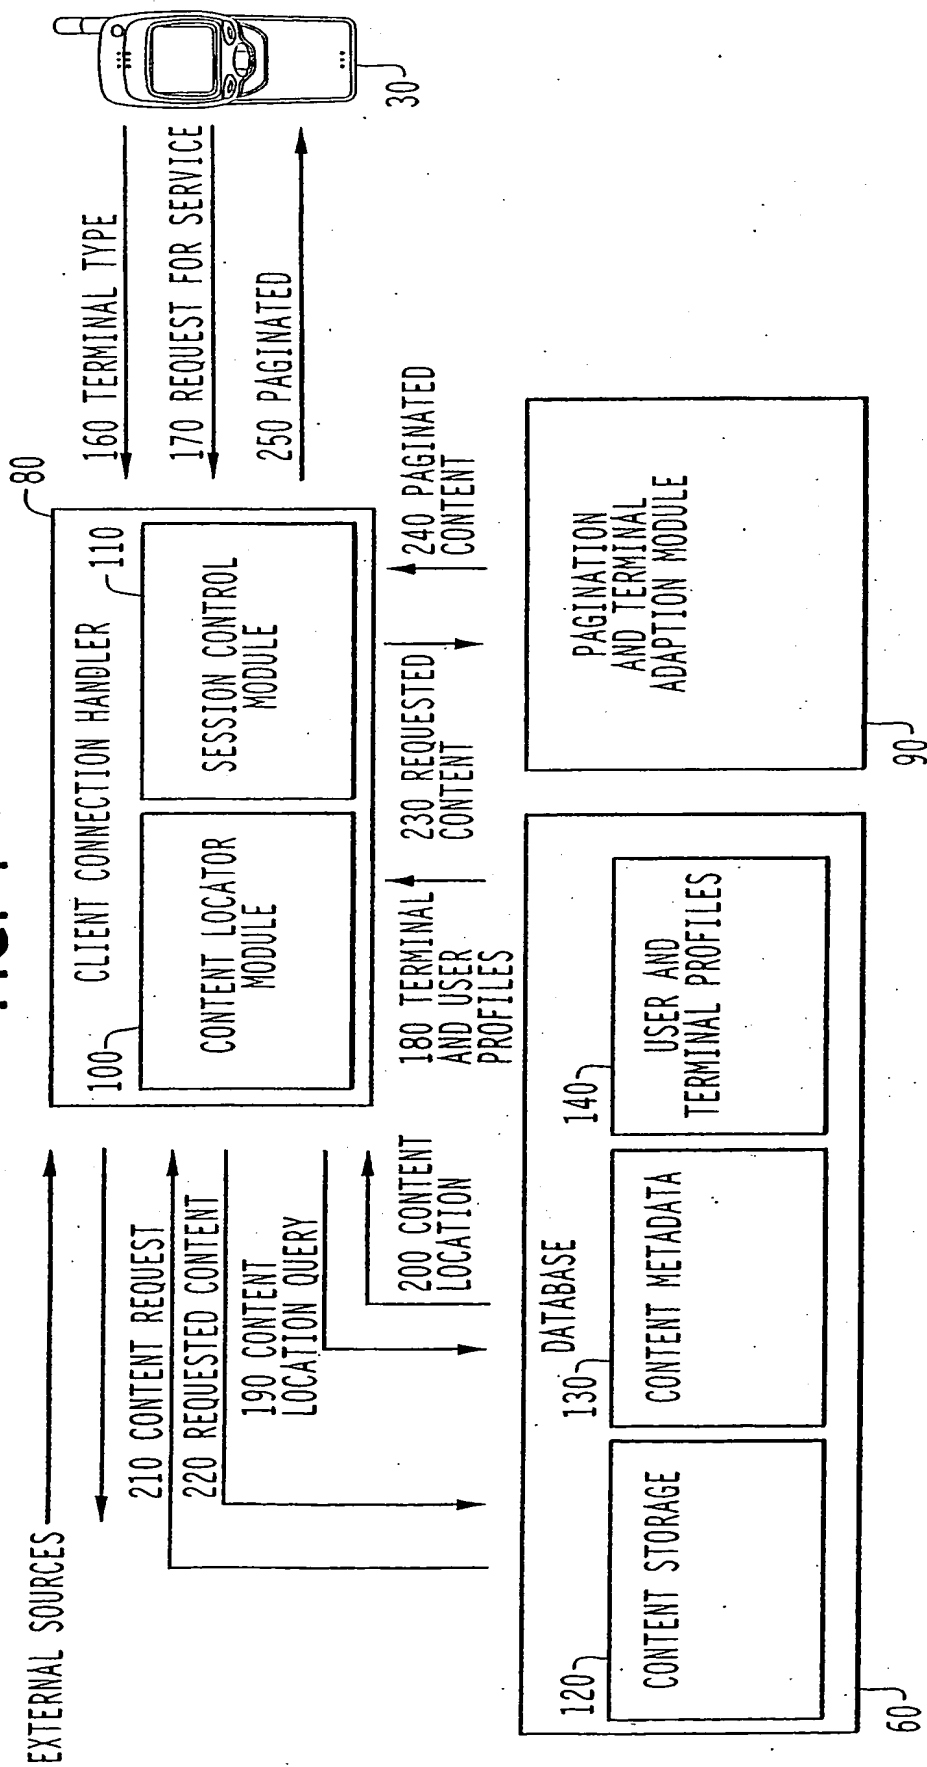 EXTERNAL SOURCES
210 CONTENT REQUEST
220 REQUESTED CONTENT
190 CONTENT
LOCATION QUERY
200 CONTENT
LOCATION
80
CLIENT CONNECTION HANDLER
100
CONTENT LOCATOR
MODULE
110
SESSION CONTROL
MODULE
160 TERMINAL TYPE
170 REQUEST FOR SERVICE
250 PAGINATED
30
180 TERMINAL
AND USER
PROFILES
230 REQUESTED
CONTENT
240 PAGINATED
CONTENT
DATABASE
120
CONTENT STORAGE
130
CONTENT METADATA
140
USER AND
TERMINAL PROFILES
60
PAGINATION
AND TERMINAL
ADAPTION MODULE
90